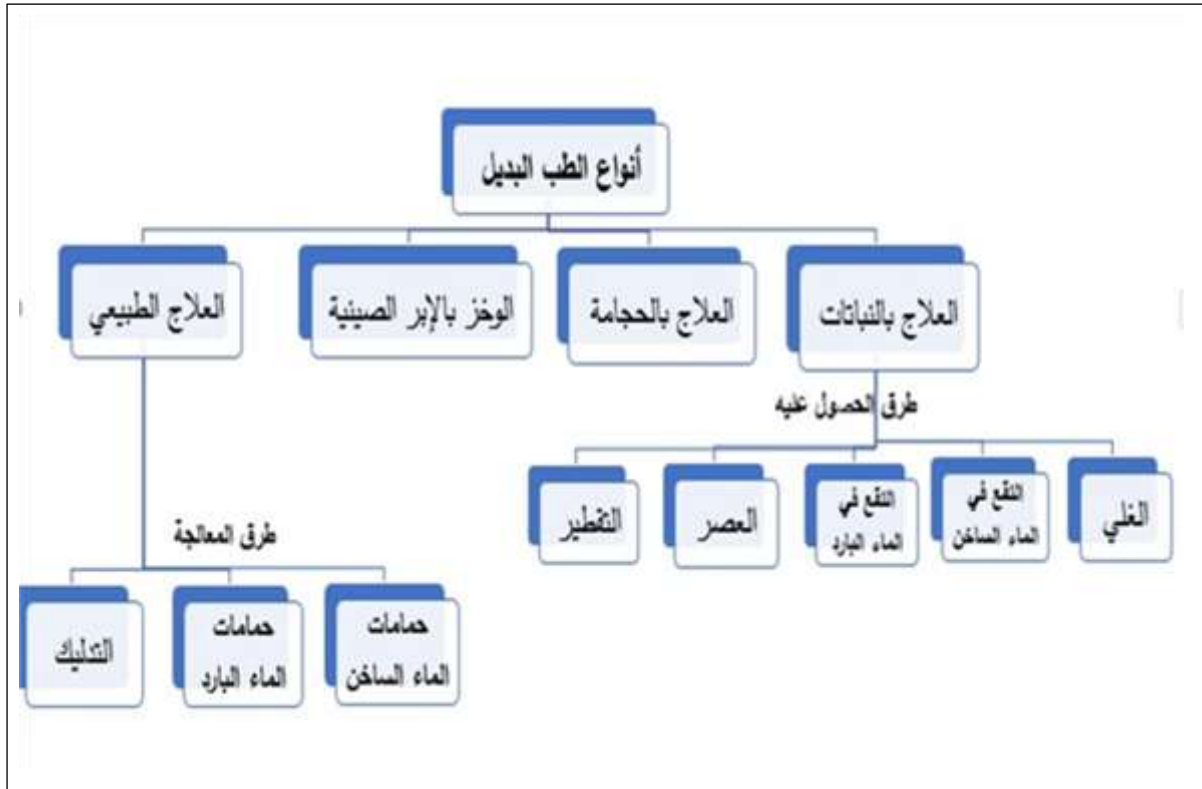 أنواع الطب البديل
العلاج بالنباتات
العلاج بالحجامة
الوخز بالإبر الصينية
العلاج الطبيعي
طرق الحصول عليه
الغلي
النقع في
الماء الساخن
النقع في
الماء البارد
العصر
التقطير
طرق المعالجة
حمامات
الماء الساخن
حمامات
الماء البارد
التدليك